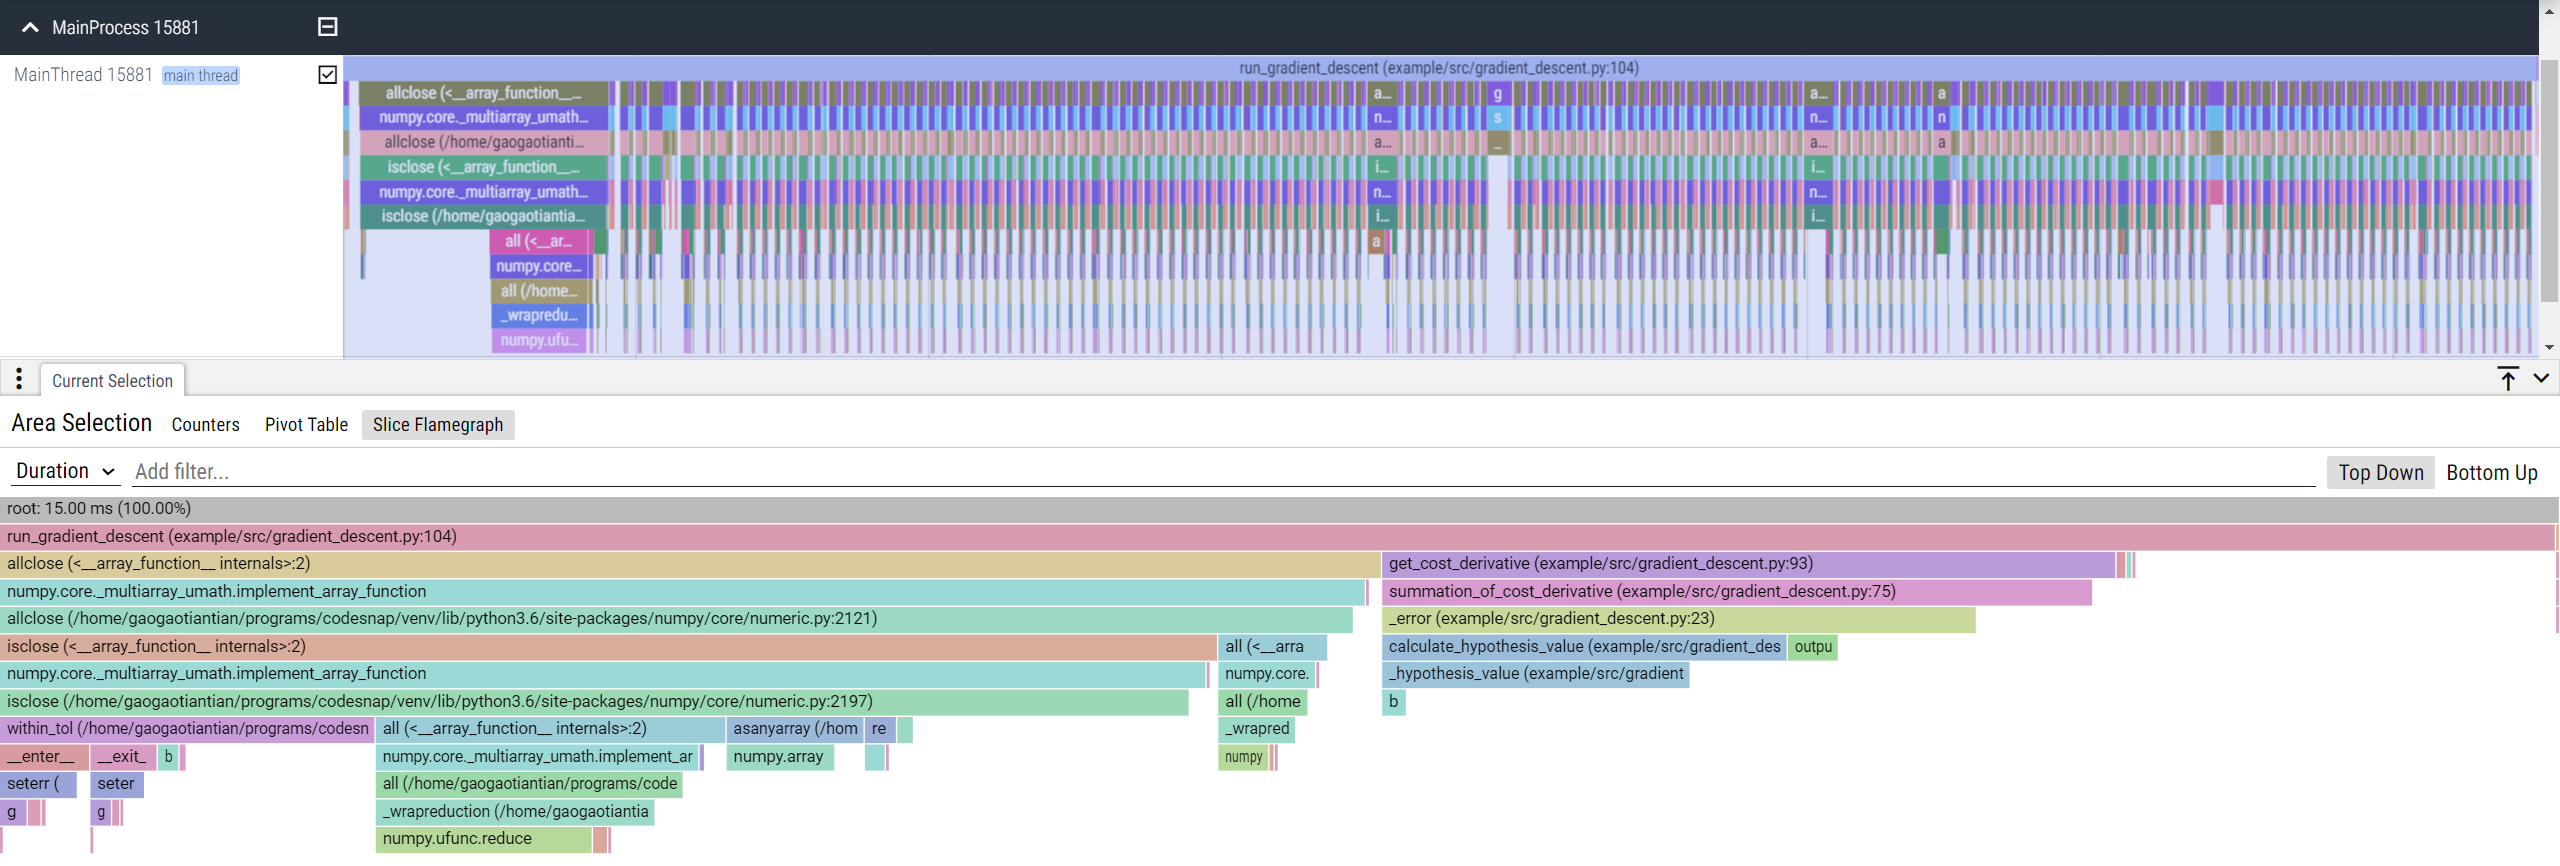 MainProcess 15881
MainThread 15881 main thread
run_gradient_descent (example/src/gradient_descent.py:104)
allclose (<__array_function__... a... g a... a
numpy.core._multiarray_umath... n... s n... n
allclose (/home/gaogaotianti... a... _ a... a
isclose (<__array_function__... i... i...
numpy.core._multiarray_umath... n... n...
isclose (/home/gaogaotiantia... i... i...
all (<__ar... a
numpy.core...
all (/home...
_wrapredu...
numpy.ufu...
Current Selection
Area Selection Counters Pivot Table Slice Flamegraph
Duration Add filter... Top Down Bottom Up
root: 15.00 ms (100.00%)
run_gradient_descent (example/src/gradient_descent.py:104)
allclose (<__array_function__ internals>:2) get_cost_derivative (example/src/gradient_descent.py:93)
numpy.core._multiarray_umath.implement_array_function summation_of_cost_derivative (example/src/gradient_descent.py:75)
allclose (/home/gaogaotiantian/programs/codesnap/venv/lib/python3.6/site-packages/numpy/core/numeric.py:2121) _error (example/src/gradient_descent.py:23)
isclose (<__array_function__ internals>:2) all (<__arra calculate_hypothesis_value (example/src/gradient_des outpu
numpy.core._multiarray_umath.implement_array_function numpy.core. _hypothesis_value (example/src/gradient
isclose (/home/gaogaotiantian/programs/codesnap/venv/lib/python3.6/site-packages/numpy/core/numeric.py:2197) all (/home b
within_tol (/home/gaogaotiantian/programs/codesn all (<__array_function__ internals>:2) asanyarray (/hom re _wrapred
__enter__ __exit_ b numpy.core._multiarray_umath.implement_ar numpy.array numpy
seterr ( seter all (/home/gaogaotiantian/programs/code
g g _wrapreduction (/home/gaogaotiantia
numpy.ufunc.reduce